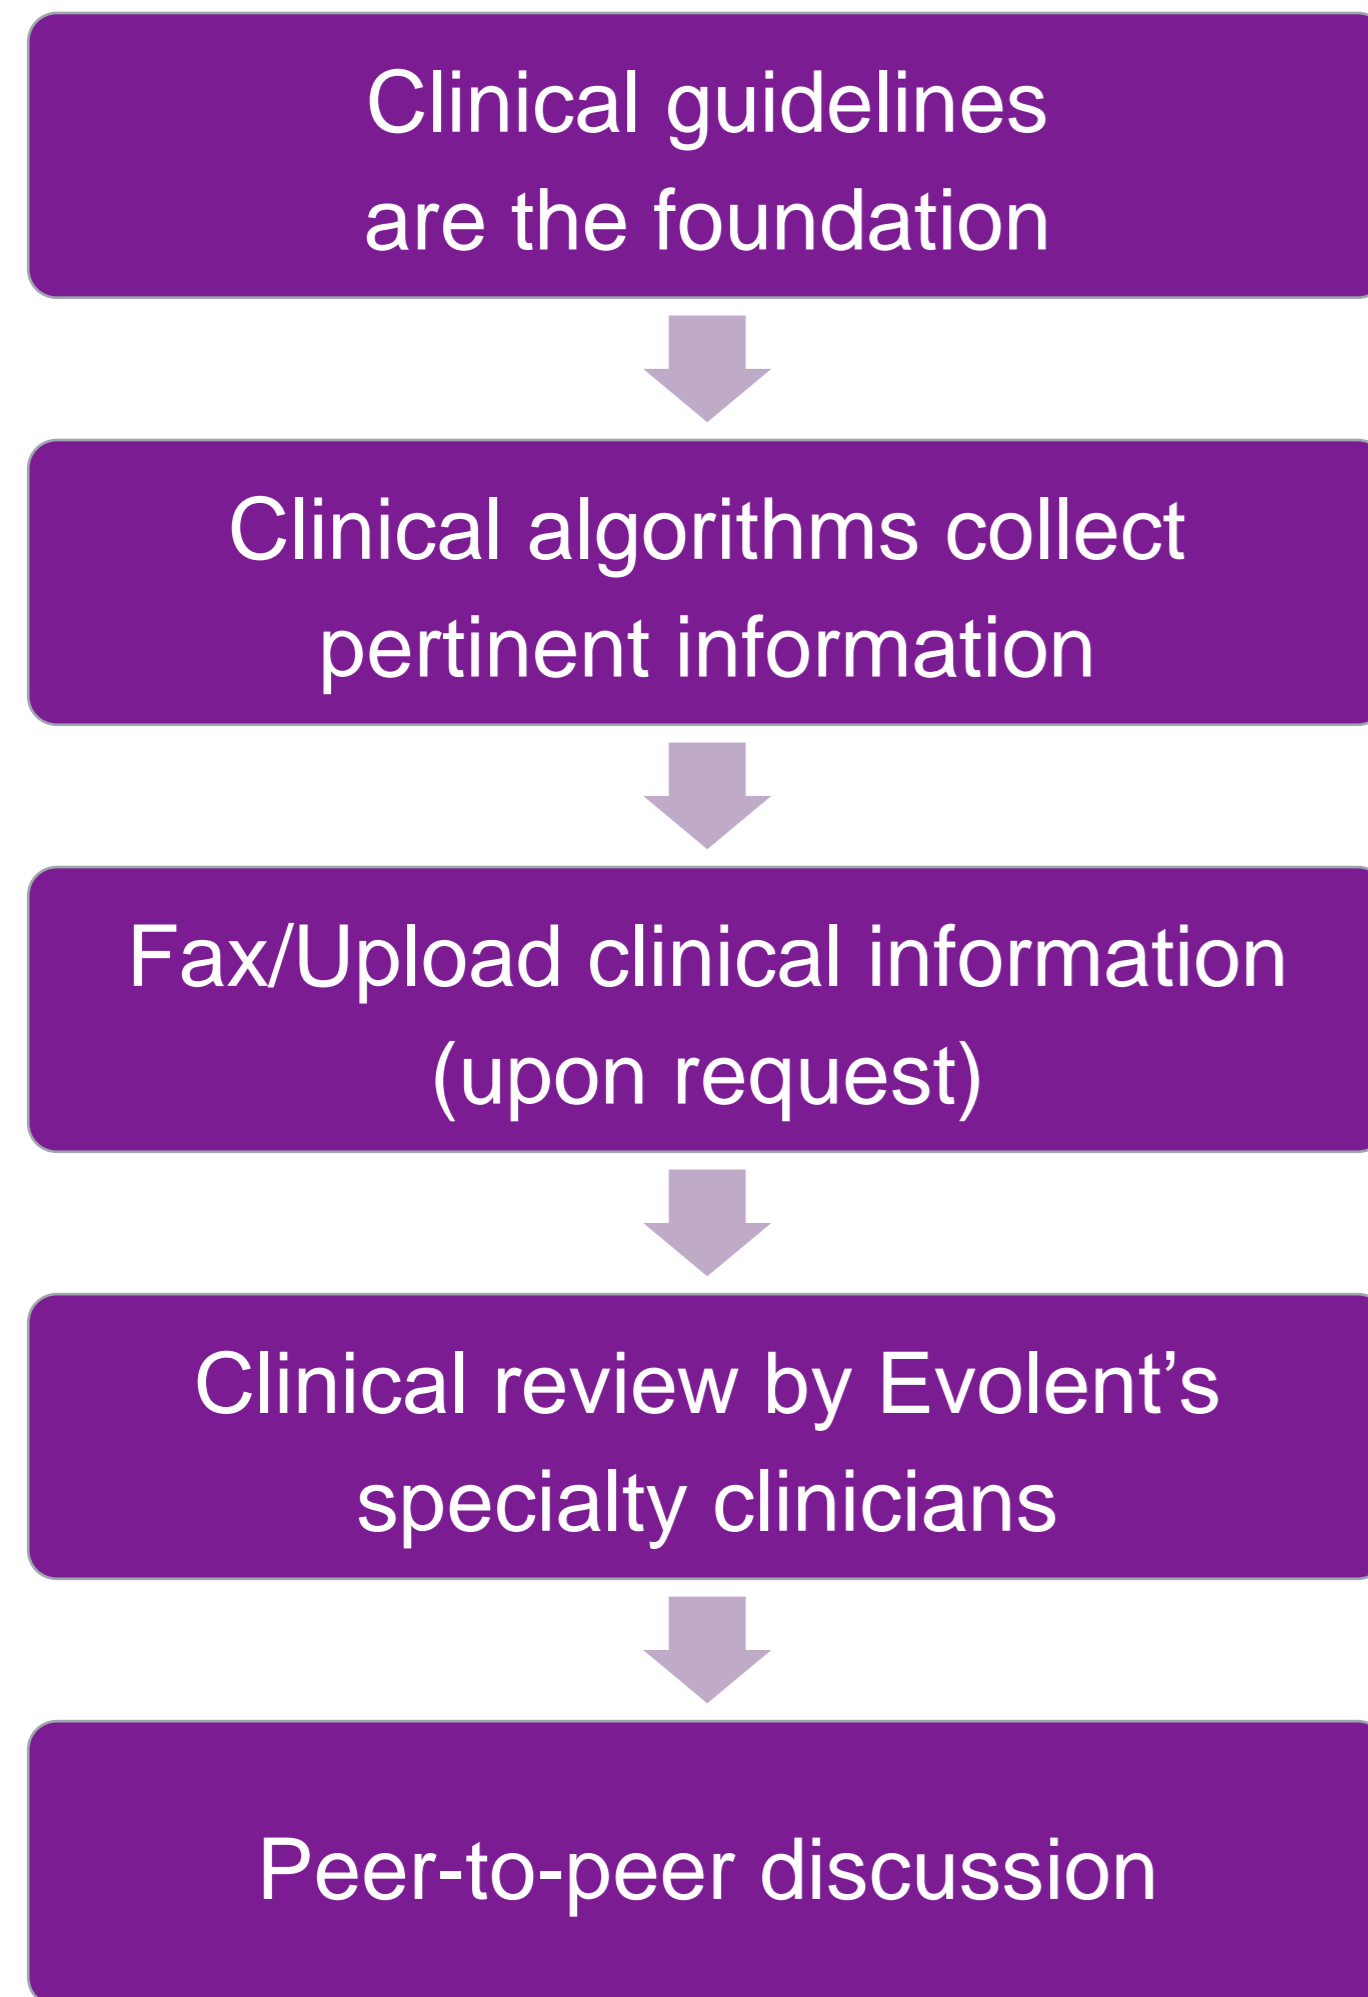 Clinical guidelines
are the foundation
Clinical algorithms collect
pertinent information
Fax/Upload clinical information
(upon request)
Clinical review by Evolent’s
specialty clinicians
Peer-to-peer discussion